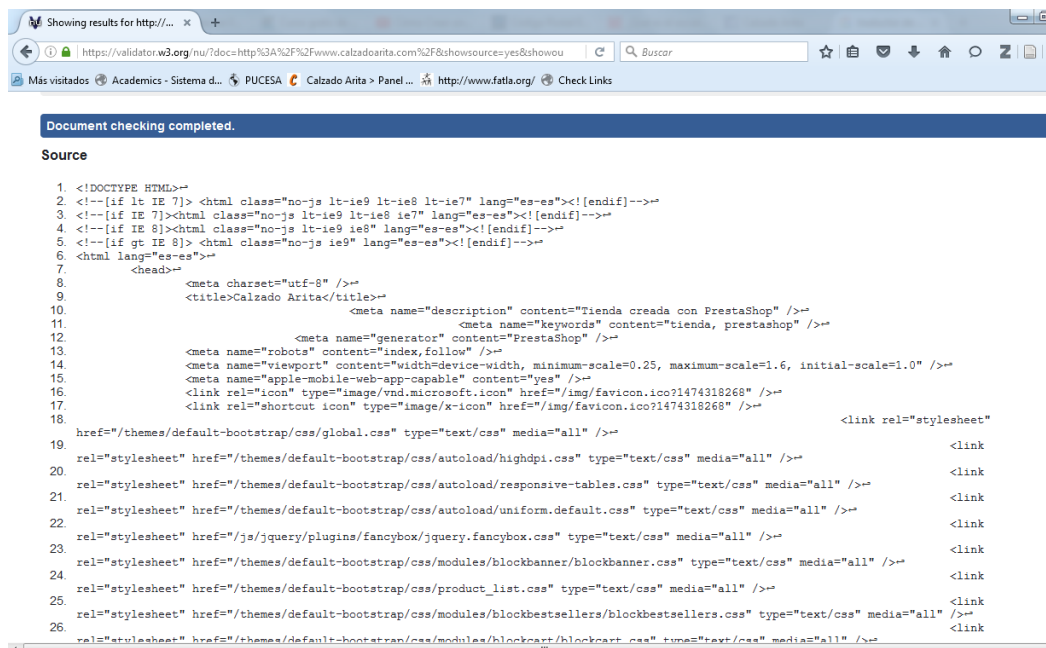 Showing results for http://... × +
https://validator.w3.org/nu/?doc=http%3A%2F%2Fwww.calzadoarita.com%2F&showsource=yes&showou Buscar
Más visitados Academics - Sistema d... PUCESA Calzado Arita > Panel ... http://www.fatla.org/ Check Links
Document checking completed.
Source
1. <!DOCTYPE HTML>↩
2. <!--[if lt IE 7]> <html class="no-js lt-ie9 lt-ie8 lt-ie7" lang="es-es"><![endif]-->↩
3. <!--[if IE 7]><html class="no-js lt-ie9 lt-ie8 ie7" lang="es-es"><![endif]-->↩
4. <!--[if IE 8]><html class="no-js lt-ie9 ie8" lang="es-es"><![endif]-->↩
5. <!--[if gt IE 8]> <html class="no-js ie9" lang="es-es"><![endif]-->↩
6. <html lang="es-es">↩
7. <head>↩
8. <meta charset="utf-8" />↩
9. <title>Calzado Arita</title>↩
10. <meta name="description" content="Tienda creada con PrestaShop" />↩
11. <meta name="keywords" content="tienda, prestashop" />↩
12. <meta name="generator" content="PrestaShop" />↩
13. <meta name="robots" content="index,follow" />↩
14. <meta name="viewport" content="width=device-width, minimum-scale=0.25, maximum-scale=1.6, initial-scale=1.0" />↩
15. <meta name="apple-mobile-web-app-capable" content="yes" />↩
16. <link rel="icon" type="image/vnd.microsoft.icon" href="/img/favicon.ico?1474318268" />↩
17. <link rel="shortcut icon" type="image/x-icon" href="/img/favicon.ico?1474318268" />↩
18. <link rel="stylesheet"
href="/themes/default-bootstrap/css/global.css" type="text/css" media="all" />↩
19. <link
rel="stylesheet" href="/themes/default-bootstrap/css/autoload/highdpi.css" type="text/css" media="all" />↩
20. <link
rel="stylesheet" href="/themes/default-bootstrap/css/autoload/responsive-tables.css" type="text/css" media="all" />↩
21. <link
rel="stylesheet" href="/themes/default-bootstrap/css/autoload/uniform.default.css" type="text/css" media="all" />↩
22. <link
rel="stylesheet" href="/js/jquery/plugins/fancybox/jquery.fancybox.css" type="text/css" media="all" />↩
23. <link
rel="stylesheet" href="/themes/default-bootstrap/css/modules/blockbanner/blockbanner.css" type="text/css" media="all" />↩
24. <link
rel="stylesheet" href="/themes/default-bootstrap/css/product_list.css" type="text/css" media="all" />↩
25. <link
rel="stylesheet" href="/themes/default-bootstrap/css/modules/blockbestsellers/blockbestsellers.css" type="text/css" media="all" />↩
26. <link
rel="stylesheet" href="/themes/default-bootstrap/css/modules/blockcart/blockcart.css" type="text/css" media="all" />↩